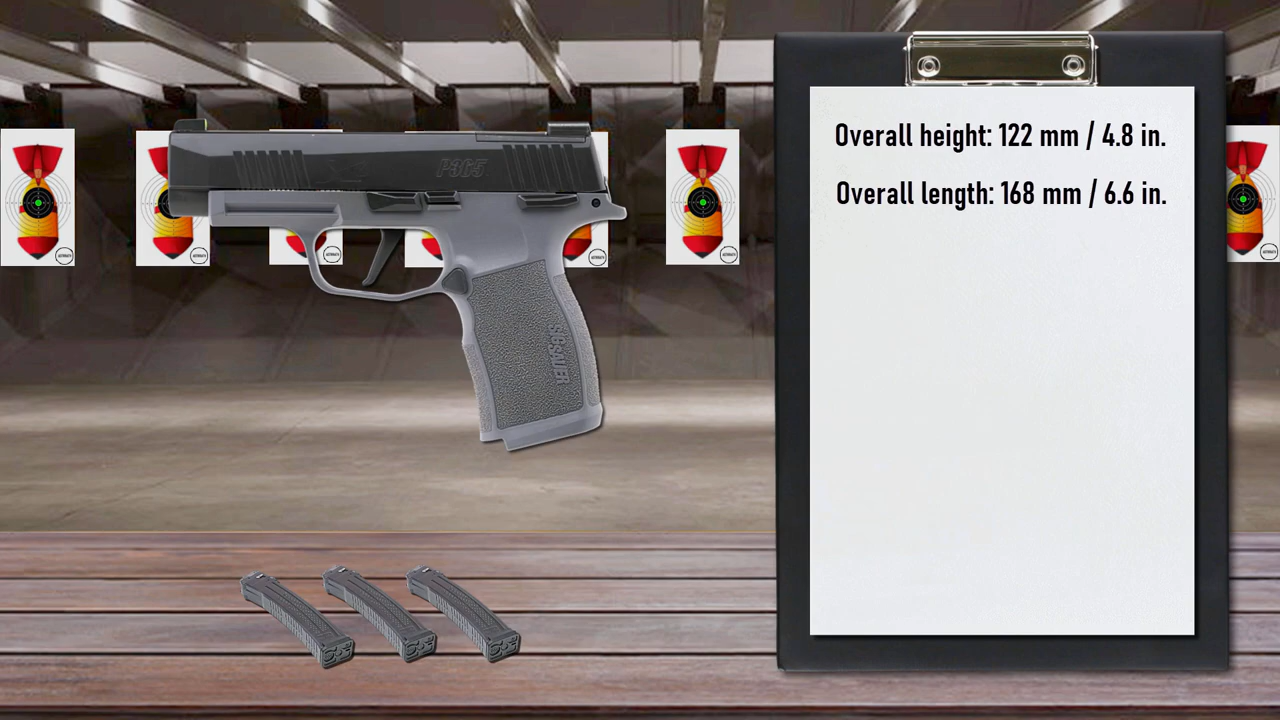 P365
SIG SAUER
Overall height: 122 mm / 4.8 in.
Overall length: 168 mm / 6.6 in.